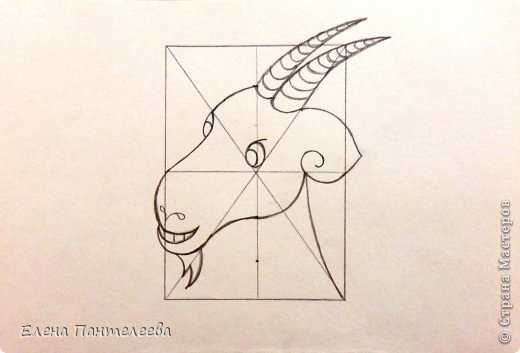 Елена Пантелеева
© Страна Мастеров